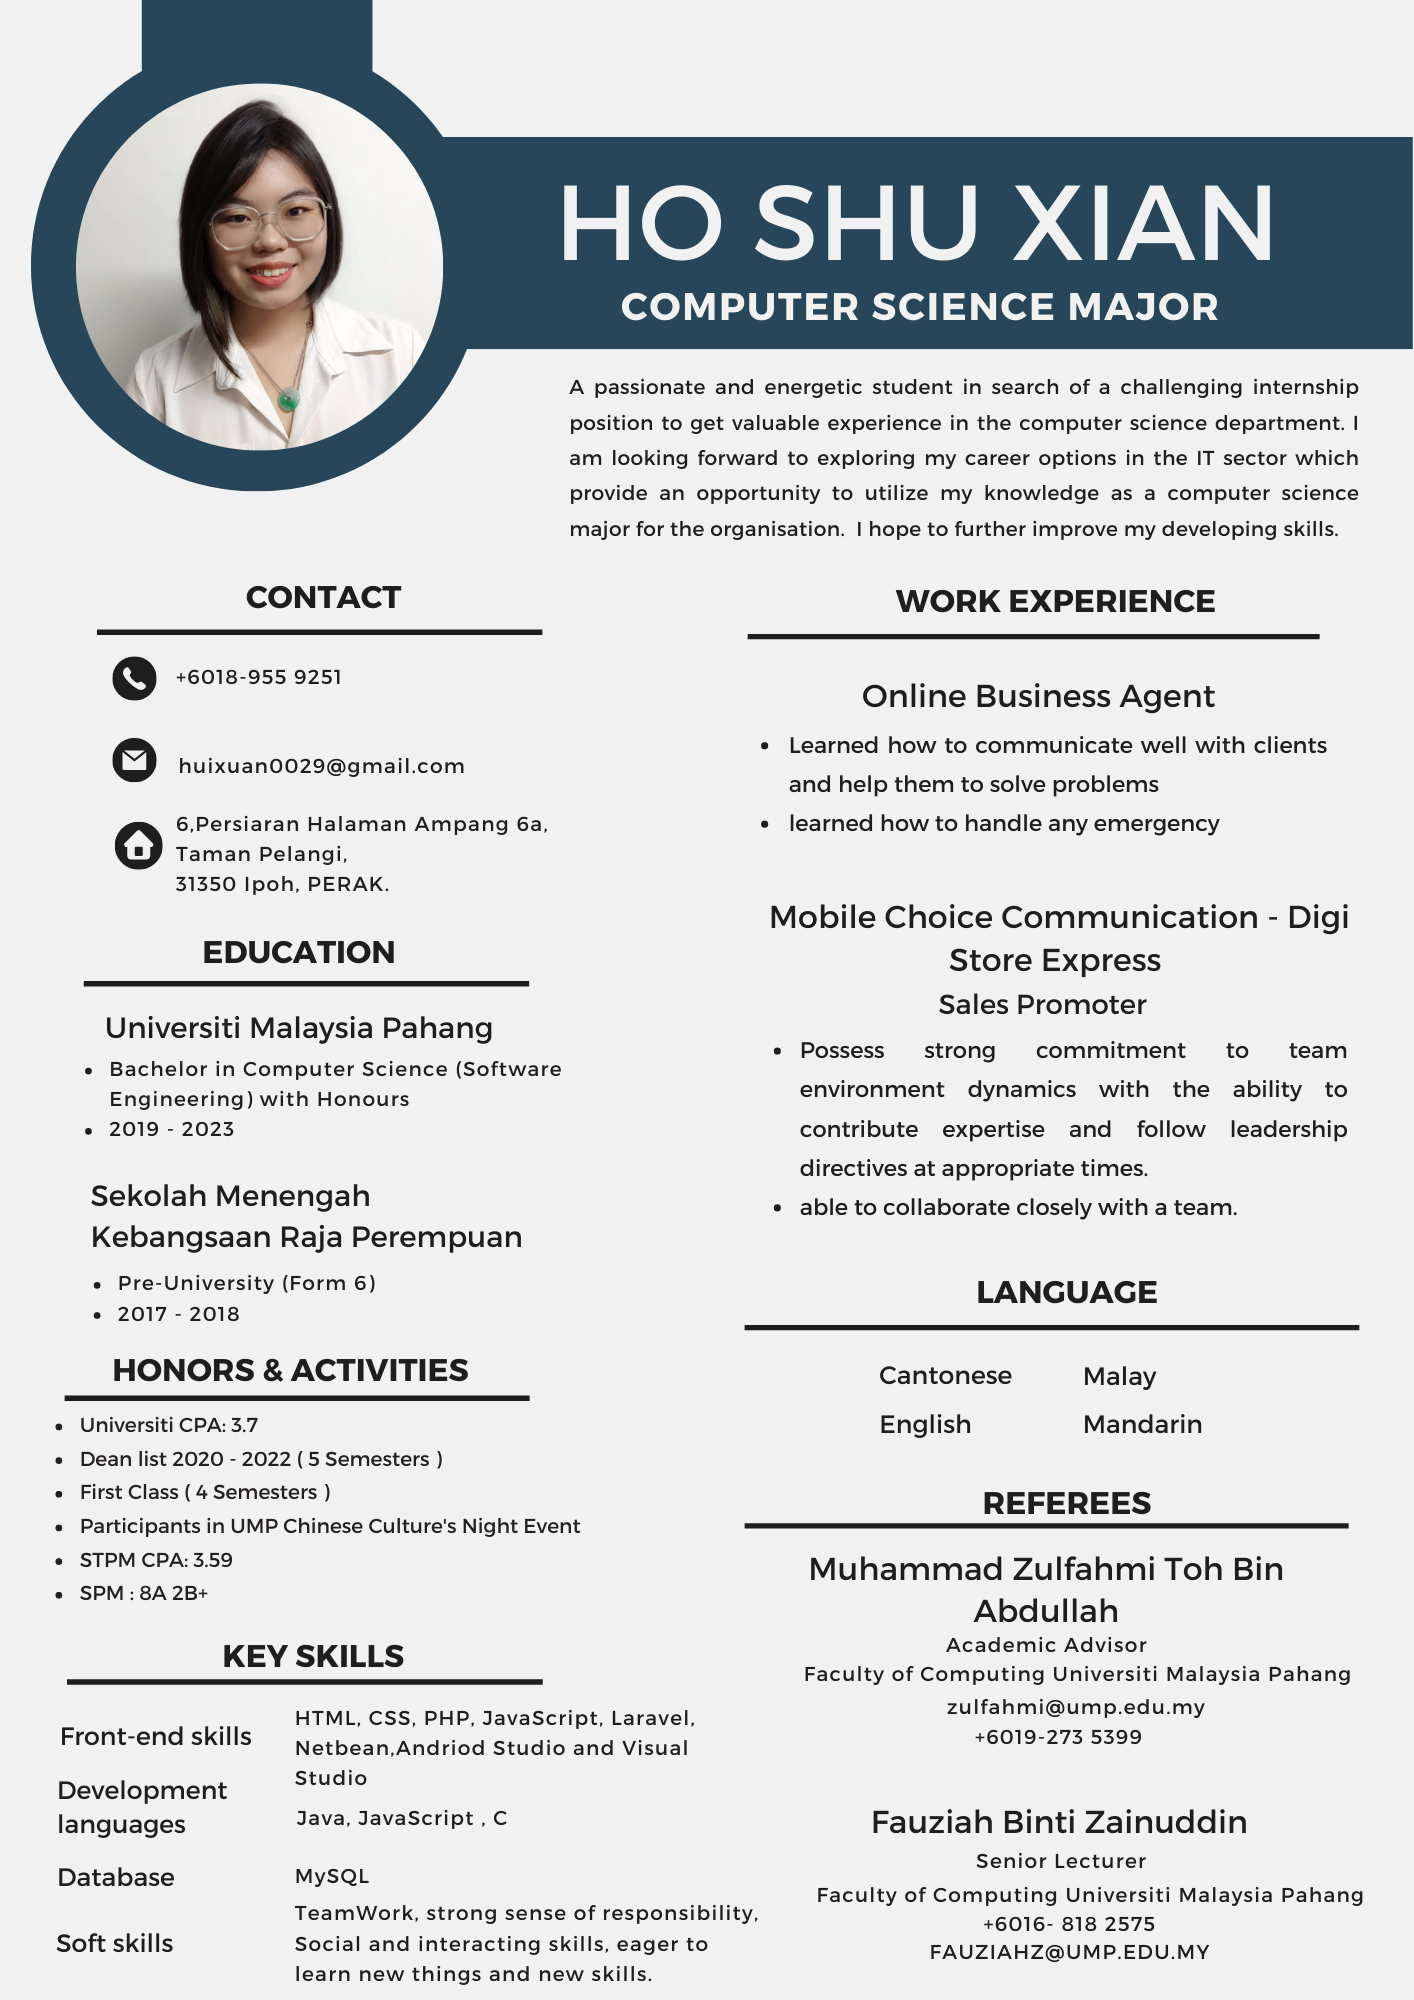 HO SHU XIAN
COMPUTER SCIENCE MAJOR
A passionate and energetic student in search of a challenging internship
position to get valuable experience in the computer science department. I
am looking forward to exploring my career options in the IT sector which
provide an opportunity to utilize my knowledge as a computer science
major for the organisation.  I hope to further improve my developing skills.
CONTACT
+6018-955 9251
huixuan0029@gmail.com
6,Persiaran Halaman Ampang 6a,
Taman Pelangi,
31350 Ipoh, PERAK.
EDUCATION
Universiti Malaysia Pahang
• Bachelor in Computer Science (Software
Engineering) with Honours
• 2019 - 2023
Sekolah Menengah
Kebangsaan Raja Perempuan
• Pre-University (Form 6)
• 2017 - 2018
HONORS & ACTIVITIES
• Universiti CPA: 3.7
• Dean list 2020 - 2022 ( 5 Semesters )
• First Class ( 4 Semesters )
• Participants in UMP Chinese Culture's Night Event
• STPM CPA: 3.59
• SPM : 8A 2B+
KEY SKILLS
Front-end skills
HTML, CSS, PHP, JavaScript, Laravel,
Netbean,Andriod Studio and Visual
Studio
Development
languages
Java, JavaScript , C
Database
MySQL
Soft skills
TeamWork, strong sense of responsibility,
Social and interacting skills, eager to
learn new things and new skills.
WORK EXPERIENCE
Online Business Agent
• Learned how to communicate well with clients
and help them to solve problems
• learned how to handle any emergency
Mobile Choice Communication - Digi
Store Express
Sales Promoter
• Possess strong commitment to team
environment dynamics with the ability to
contribute expertise and follow leadership
directives at appropriate times.
• able to collaborate closely with a team.
LANGUAGE
Cantonese
Malay
English
Mandarin
REFEREES
Muhammad Zulfahmi Toh Bin
Abdullah
Academic Advisor
Faculty of Computing Universiti Malaysia Pahang
zulfahmi@ump.edu.my
+6019-273 5399
Fauziah Binti Zainuddin
Senior Lecturer
Faculty of Computing Universiti Malaysia Pahang
+6016- 818 2575
FAUZIAHZ@UMP.EDU.MY